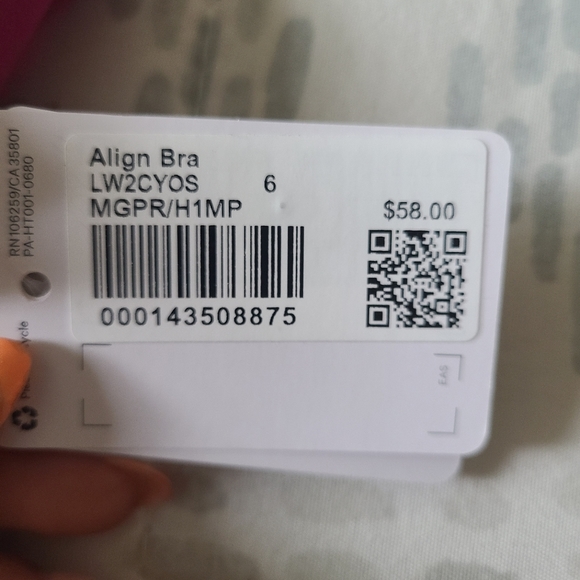 Align Bra
LW2CYOS 6
MGPR/H1MP
$58.00
000143508875
RN106259/CA35801
PA-HT001-0680
EAS